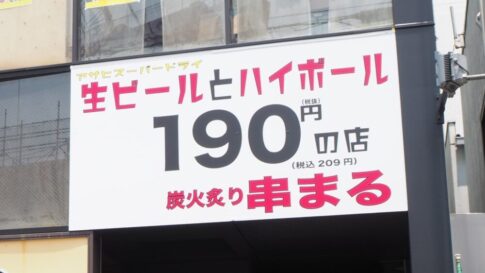 アサヒスーパードライ
生ビールとハイボール
190円(税抜)の店
(税込 209 円)
炭火炙り 串まる